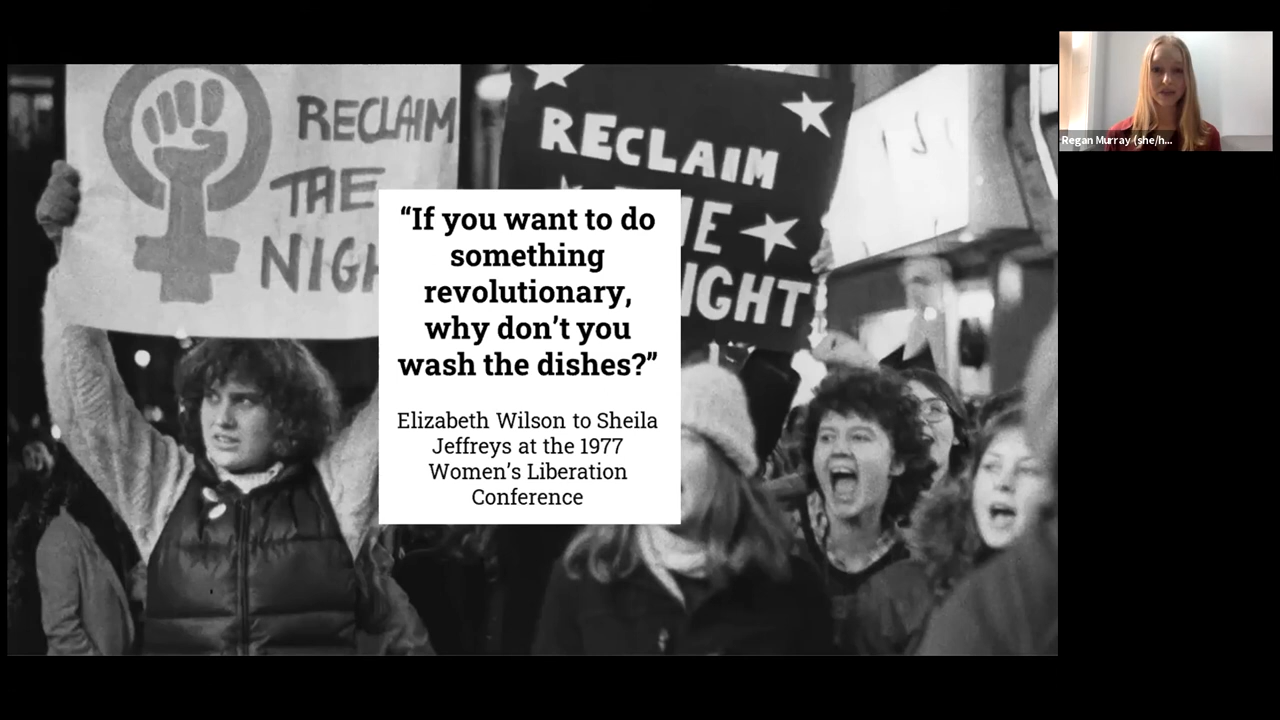 RECLAIM
THE
NIGH
RECLAIM
NIGHT
“If you want to do
something
revolutionary,
why don’t you
wash the dishes?”
Elizabeth Wilson to Sheila
Jeffreys at the 1977
Women’s Liberation
Conference
Regan Murray (she/h...